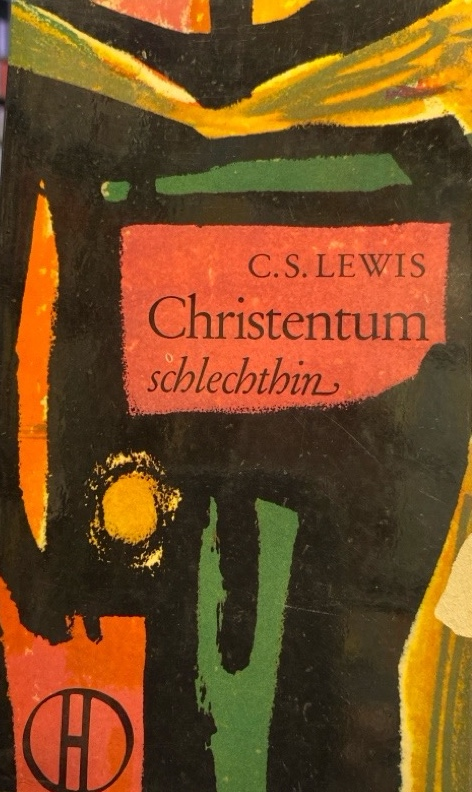 C. S. LEWIS
Christentum
schlechthin
H